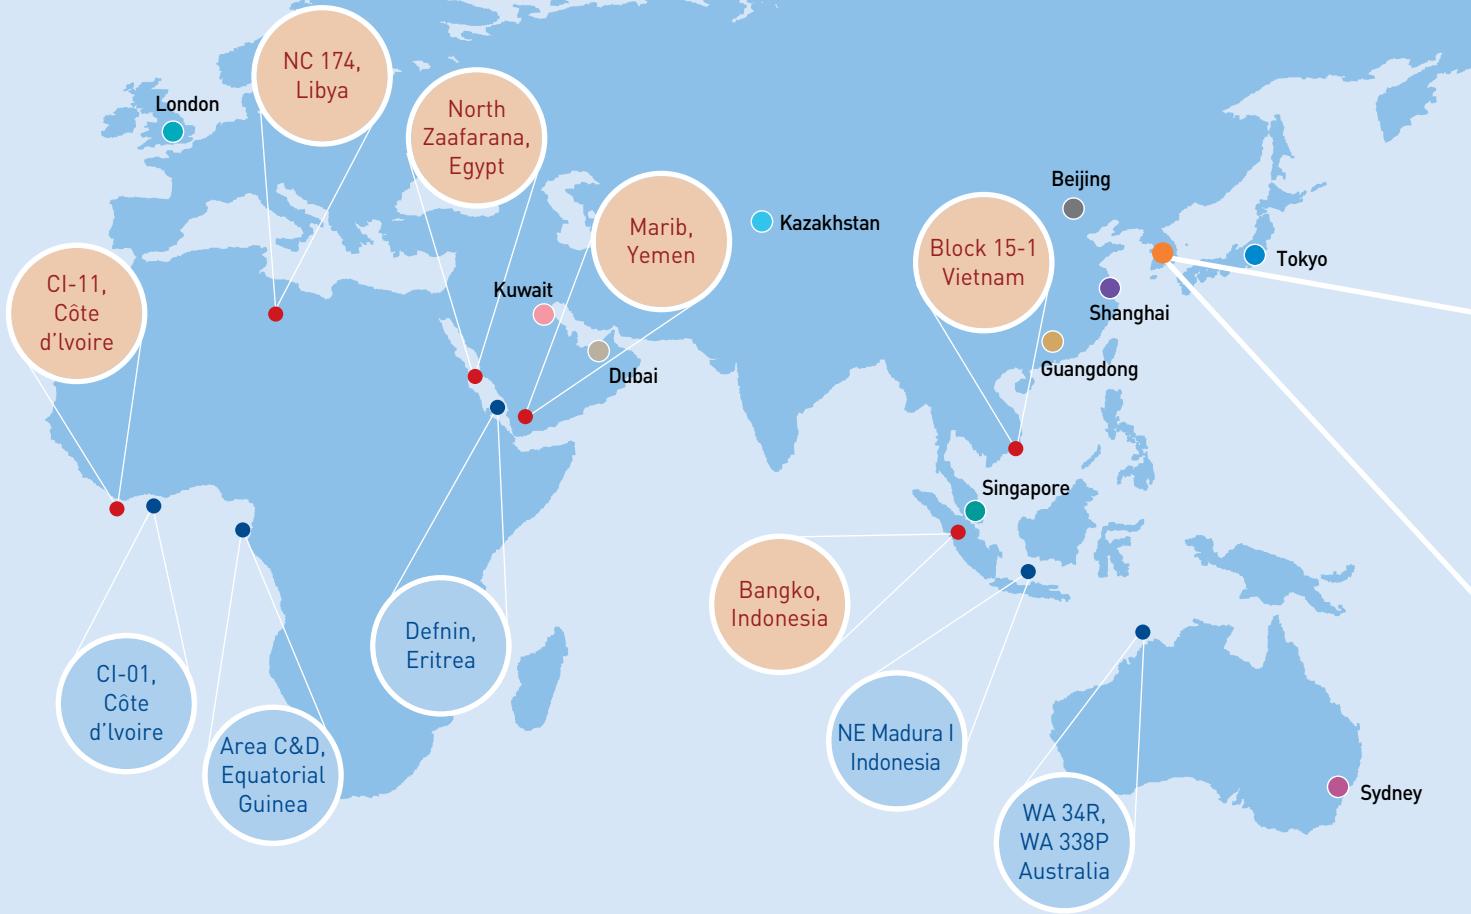 NC 174,
Libya
London
North
Zaafarana,
Egypt
Marib,
Yemen
Kazakhstan
Beijing
Block 15-1
Vietnam
Tokyo
CI-11,
Côte
d'lvoire
Kuwait
Shanghai
Dubai
Guangdong
Singapore
Bangko,
Indonesia
Defnin,
Eritrea
CI-01,
Côte
d'lvoire
Area C&D,
Equatorial
Guinea
NE Madura I
Indonesia
WA 34R,
WA 338P
Australia
Sydney